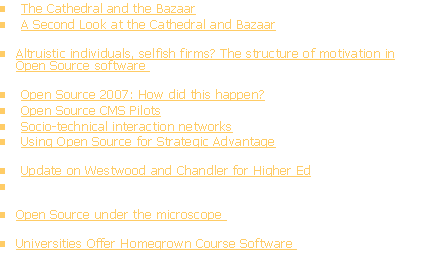 The Cathedral and the Bazaar
A Second Look at the Cathedral and Bazaar
Altruistic individuals, selfish firms? The structure of motivation in
Open Source software
Open Source 2007: How did this happen?
Open Source CMS Pilots
Socio-technical interaction networks
Using Open Source for Strategic Advantage
Update on Westwood and Chandler for Higher Ed
Open Source under the microscope
Universities Offer Homegrown Course Software